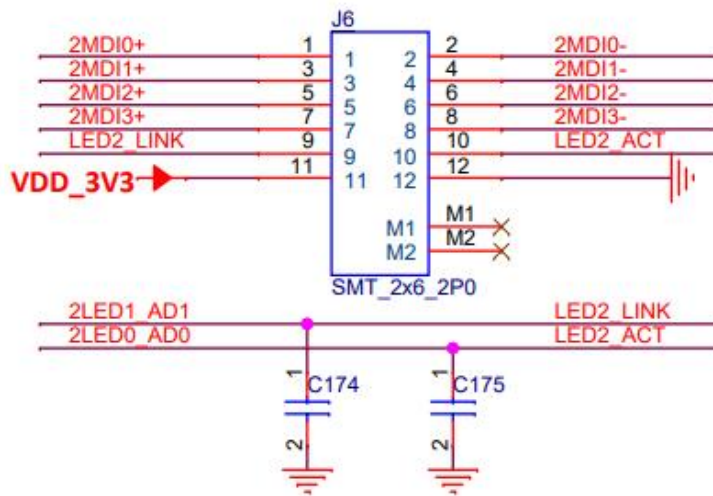 J6
2MDI0+ 1 1 2 2 2MDI0-
2MDI1+ 3 3 4 4 2MDI1-
2MDI2+ 5 5 6 6 2MDI2-
2MDI3+ 7 7 8 8 2MDI3-
LED2_LINK 9 9 10 10 LED2_ACT
VDD_3V3 11 11 12 12
M1 M1
M2 M2
SMT_2x6_2P0
2LED1_AD1 LED2_LINK
2LED0_AD0 LED2_ACT
1 C174 1 C175
2 2